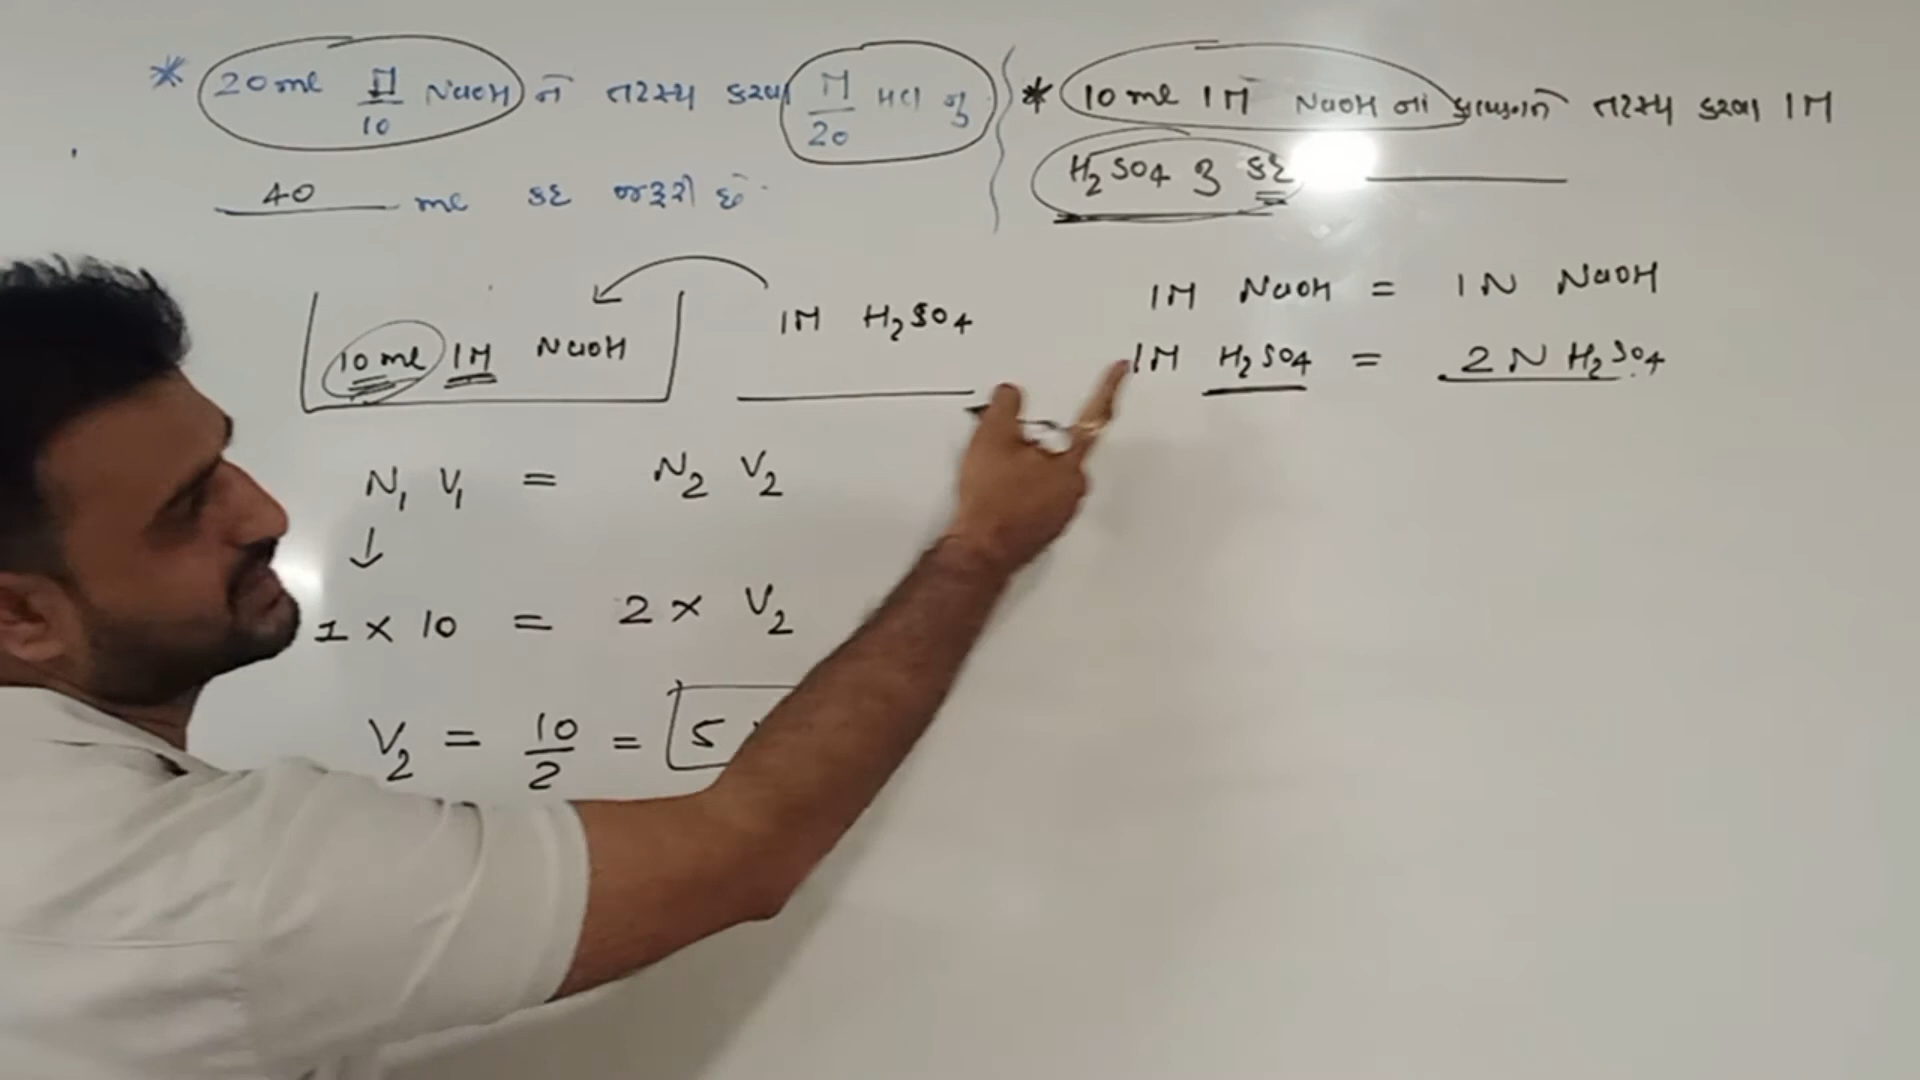 * 20 ml M/10 NaOH ને તટસ્થ કરવા M/20 HCl નું
40 ml કદ જરૂરી છે.
* 10 ml 1M NaOH નાં દ્રાવણને તટસ્થ કરવા 1M
H₂SO₄ નું કદ
10 ml 1M NaOH
1M H₂SO₄
1M NaOH = 1N NaOH
1M H₂SO₄ = 2N H₂SO₄
N₁ V₁ = N₂ V₂
↓
1 × 10 = 2 × V₂
V₂ = 10/2 = 5